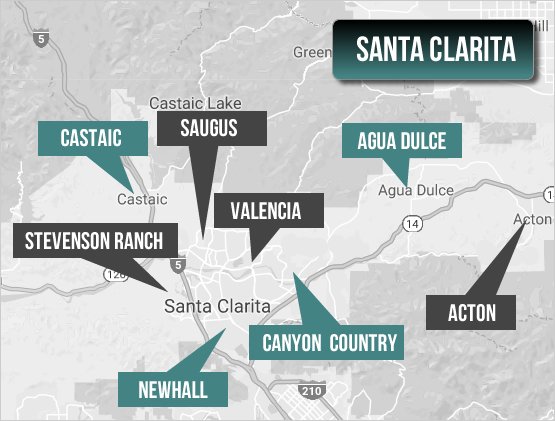 Hill
5
Green
SANTA CLARITA
Castaic Lake
CASTAIC
SAUGUS
AGUA DULCE
Castaic
Agua Dulce
VALENCIA
14
Acton
STEVENSON RANCH
5
126
Santa Clarita
ACTON
CANYON COUNTRY
NEWHALL
210